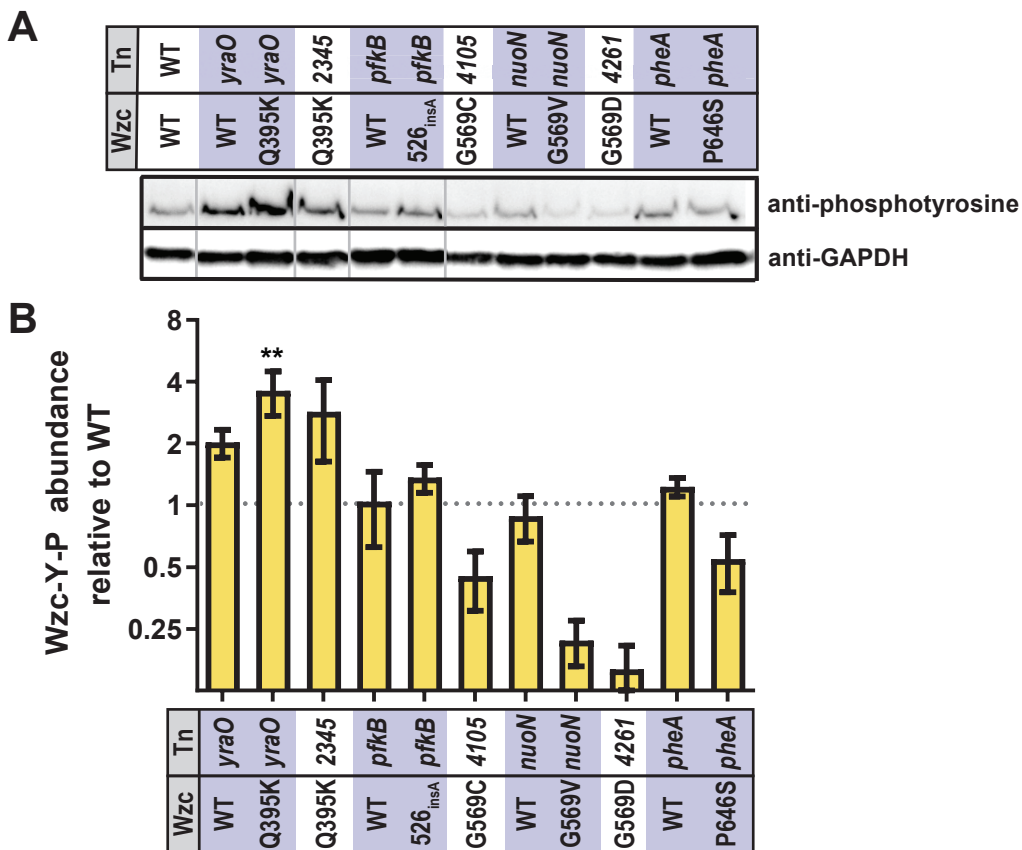 A
Tn WT yraO yraO 2345 pfkB pfkB 4105 nuoN nuoN 4261 pheA pheA
Wzc WT WT Q395K Q395K WT 526insA G569C WT G569V G569D WT P646S
anti-phosphotyrosine
anti-GAPDH
B
Wzc-Y-P abundance
relative to WT
8
4
**
2
1
0.5
0.25
Tn yraO yraO 2345 pfkB pfkB 4105 nuoN nuoN 4261 pheA pheA
Wzc WT Q395K Q395K WT 526insA G569C WT G569V G569D WT P646S